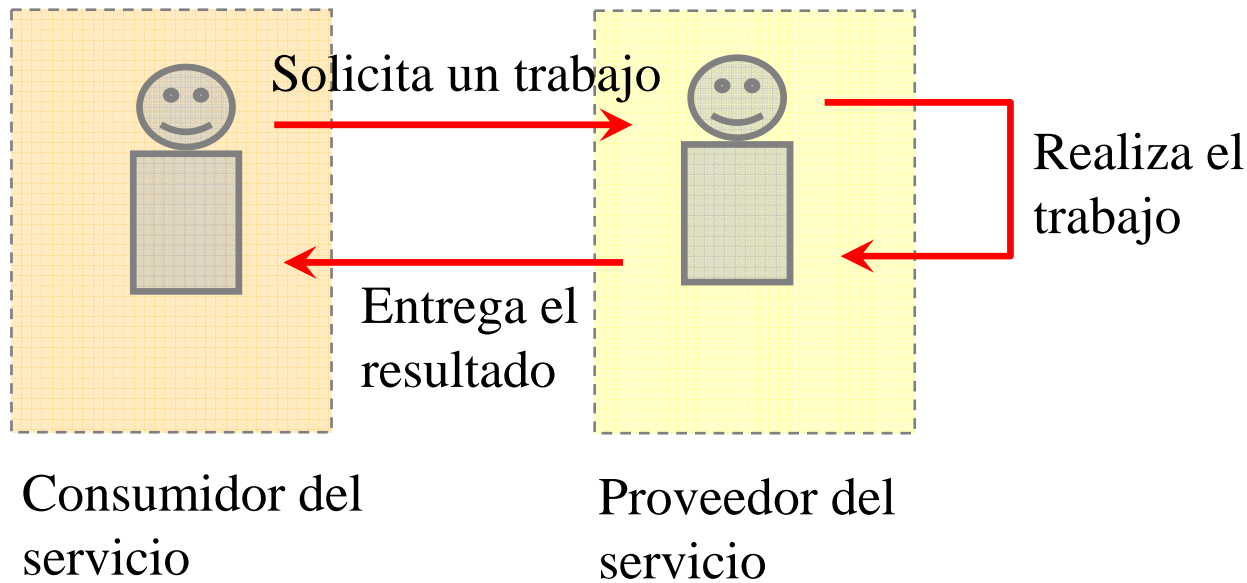 Solicita un trabajo
Realiza el
trabajo
Entrega el
resultado
Consumidor del
servicio
Proveedor del
servicio